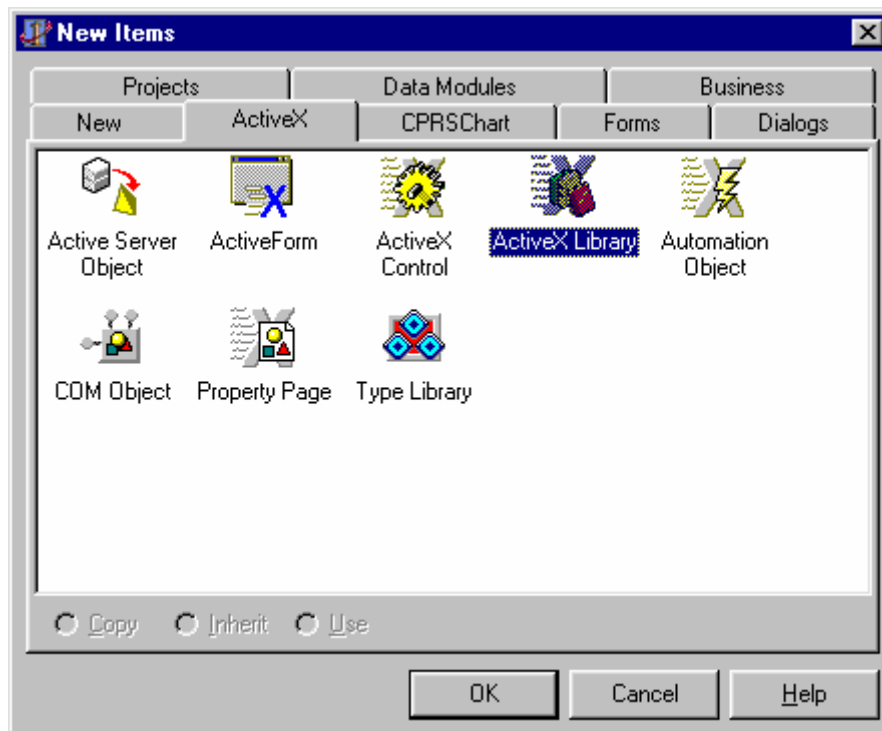 New Items
Projects Data Modules Business
New ActiveX CPRSChart Forms Dialogs
Active Server ActiveForm ActiveX ActiveX Library Automation
Object Control Object
COM Object Property Page Type Library
Copy Inherit Use
OK Cancel Help